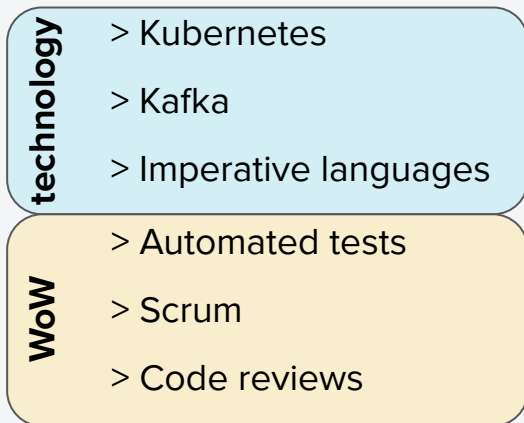 technology
> Kubernetes
> Kafka
> Imperative languages
WoW
> Automated tests
> Scrum
> Code reviews